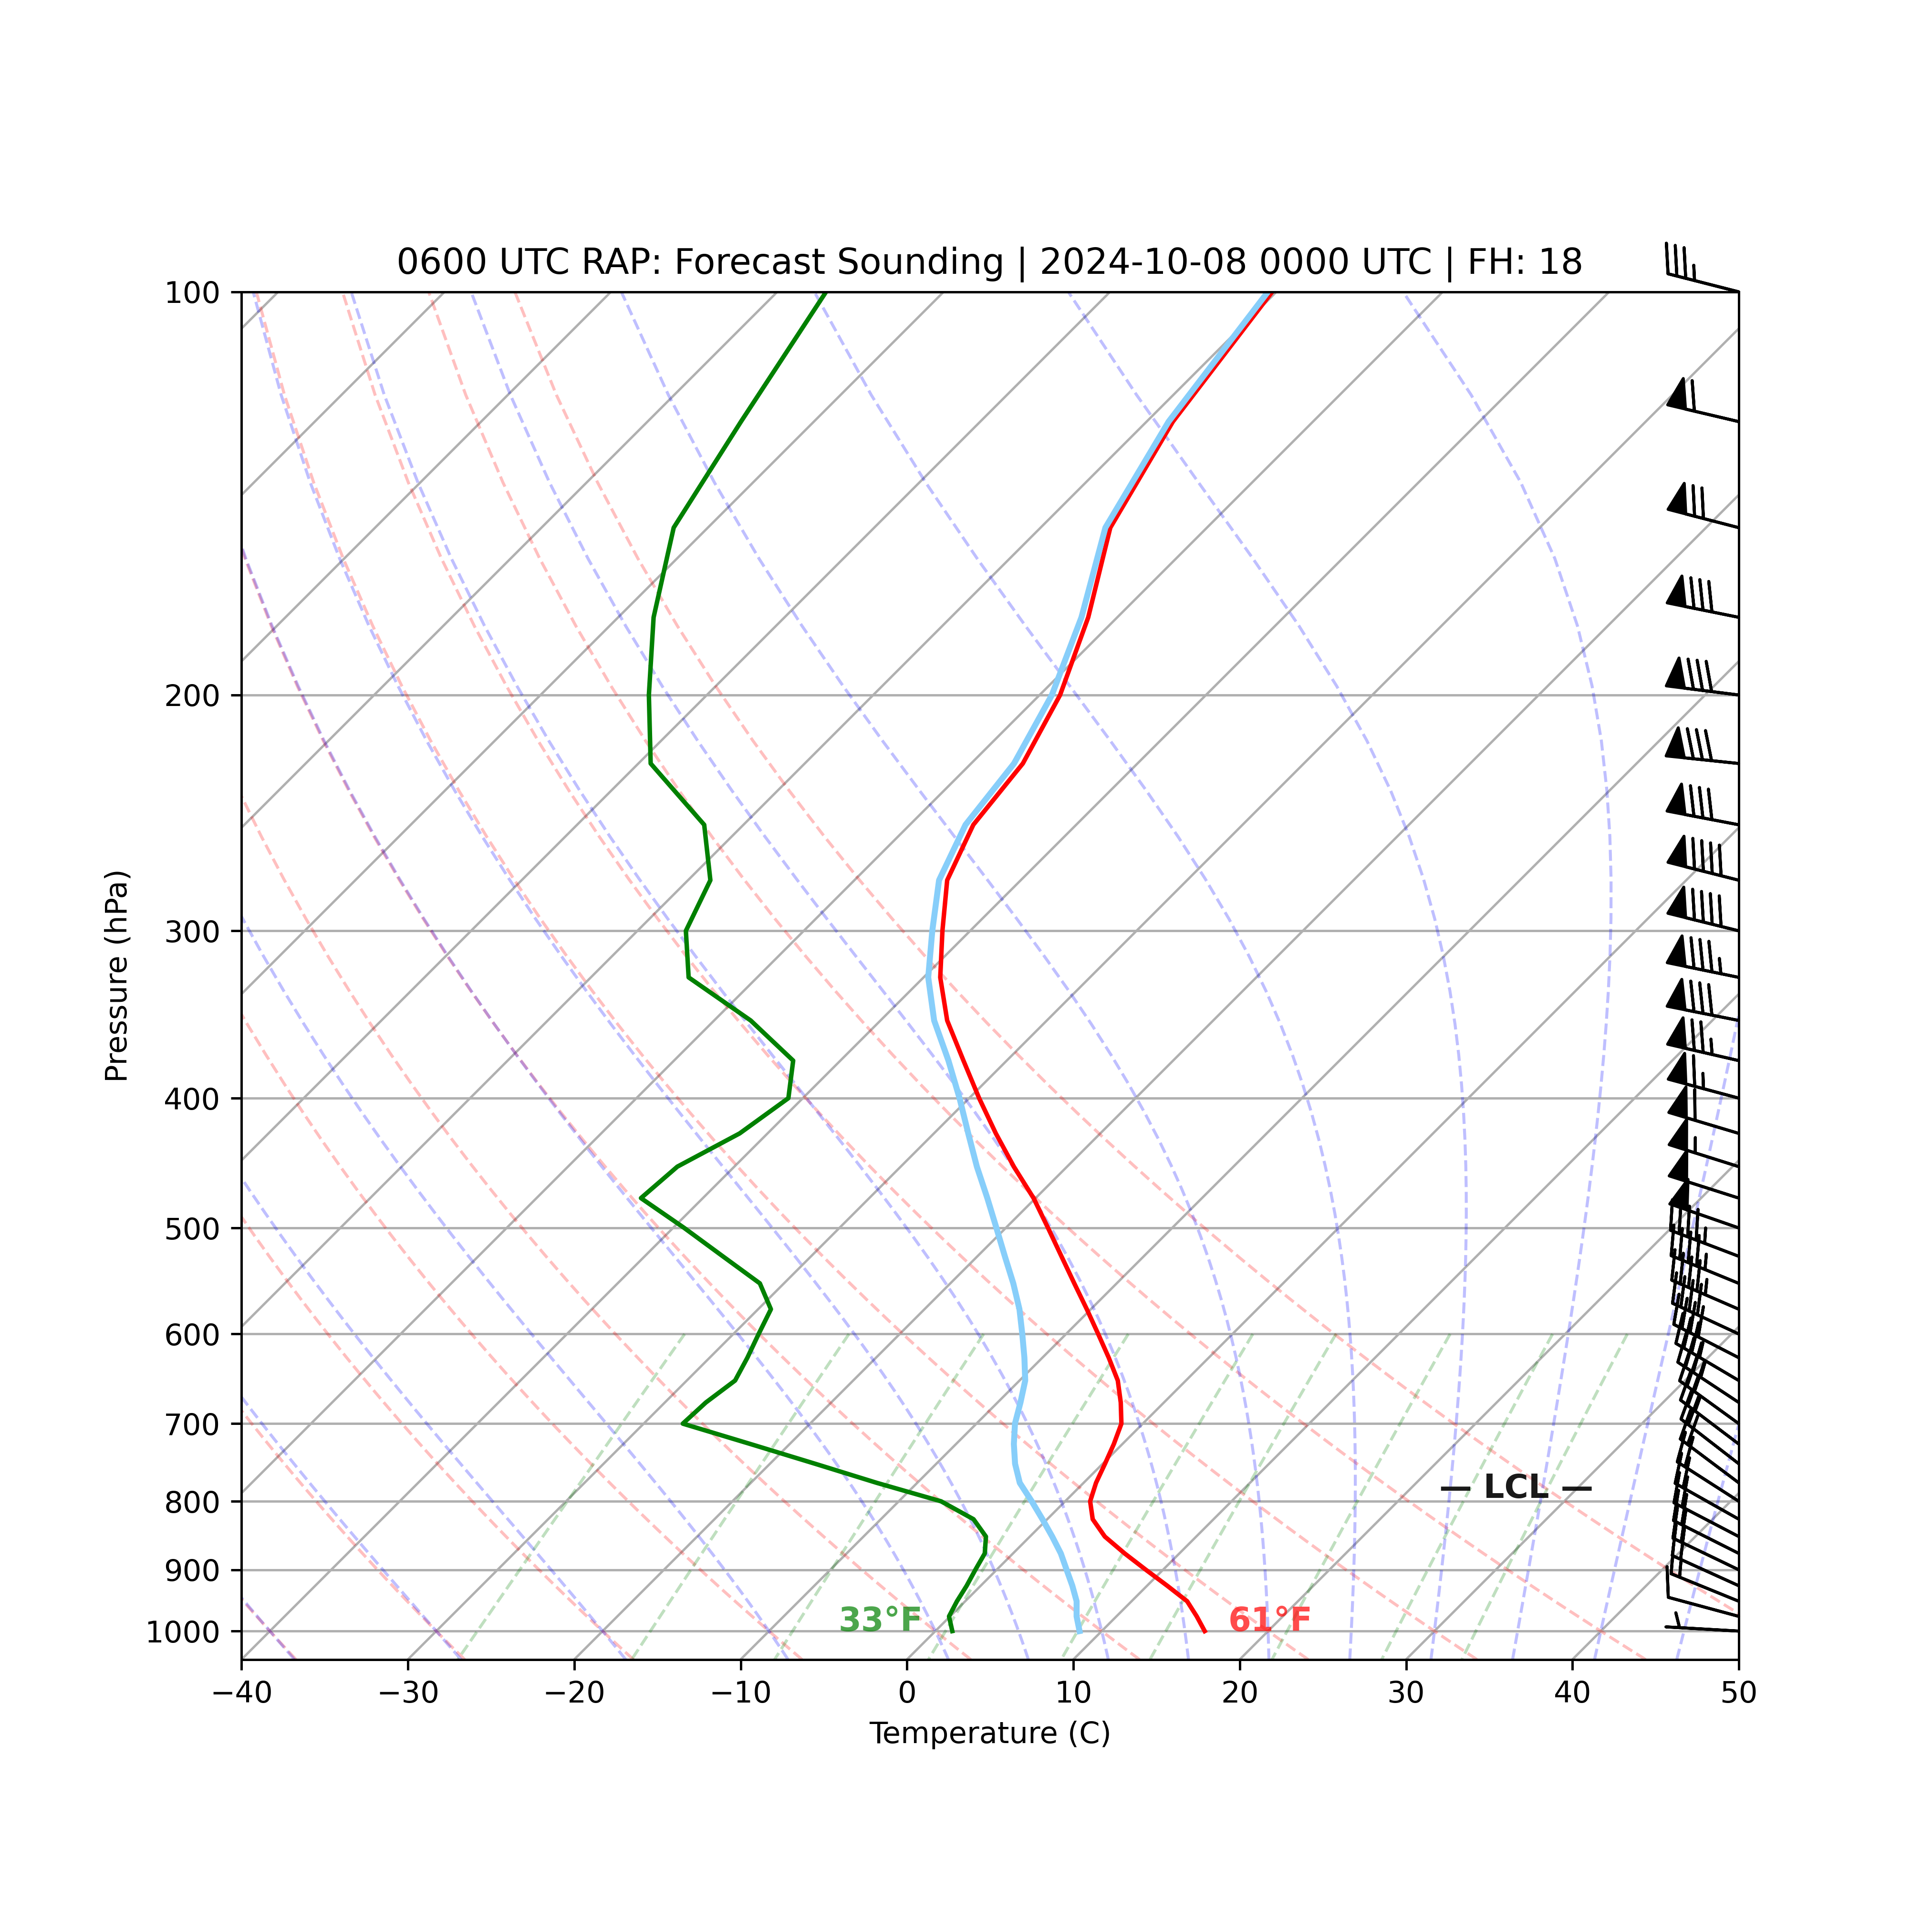 0600 UTC RAP: Forecast Sounding | 2024-10-08 0000 UTC | FH: 18
100
200
300
400
500
600
700
800
900
1000
Pressure (hPa)
— LCL —
33°F
61°F
−40 −30 −20 −10 0 10 20 30 40 50
Temperature (C)